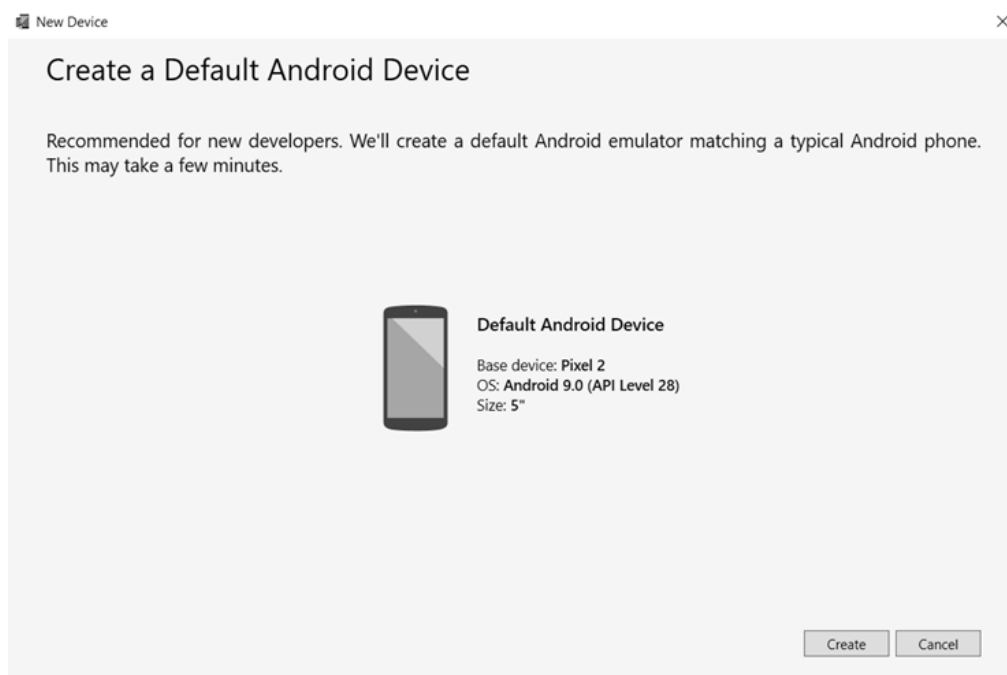 New Device
Create a Default Android Device
Recommended for new developers. We'll create a default Android emulator matching a typical Android phone.
This may take a few minutes.
Default Android Device
Base device: Pixel 2
OS: Android 9.0 (API Level 28)
Size: 5"
Create
Cancel